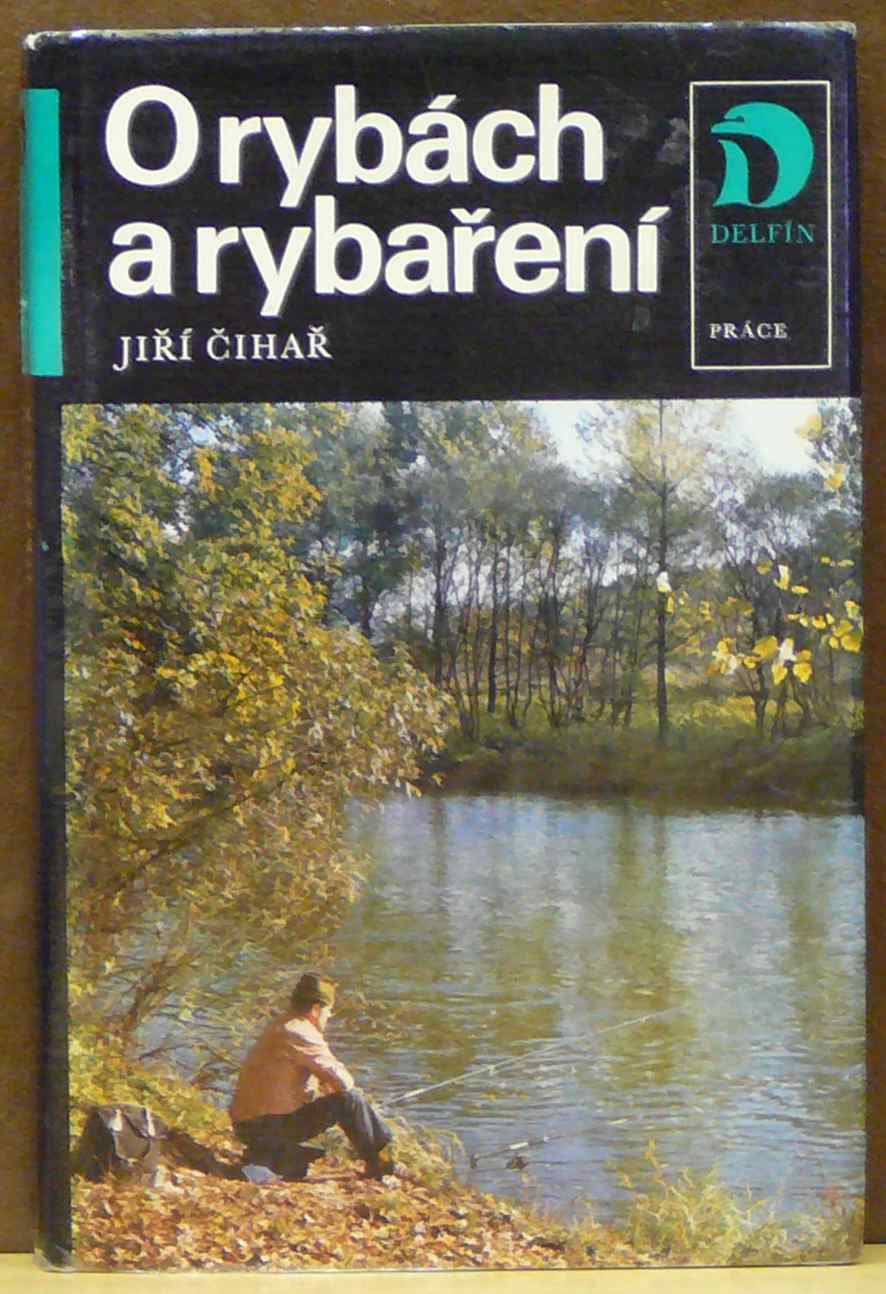 O rybách
a rybaření
JIŘÍ ČIHAŘ
DELFÍN
PRÁCE